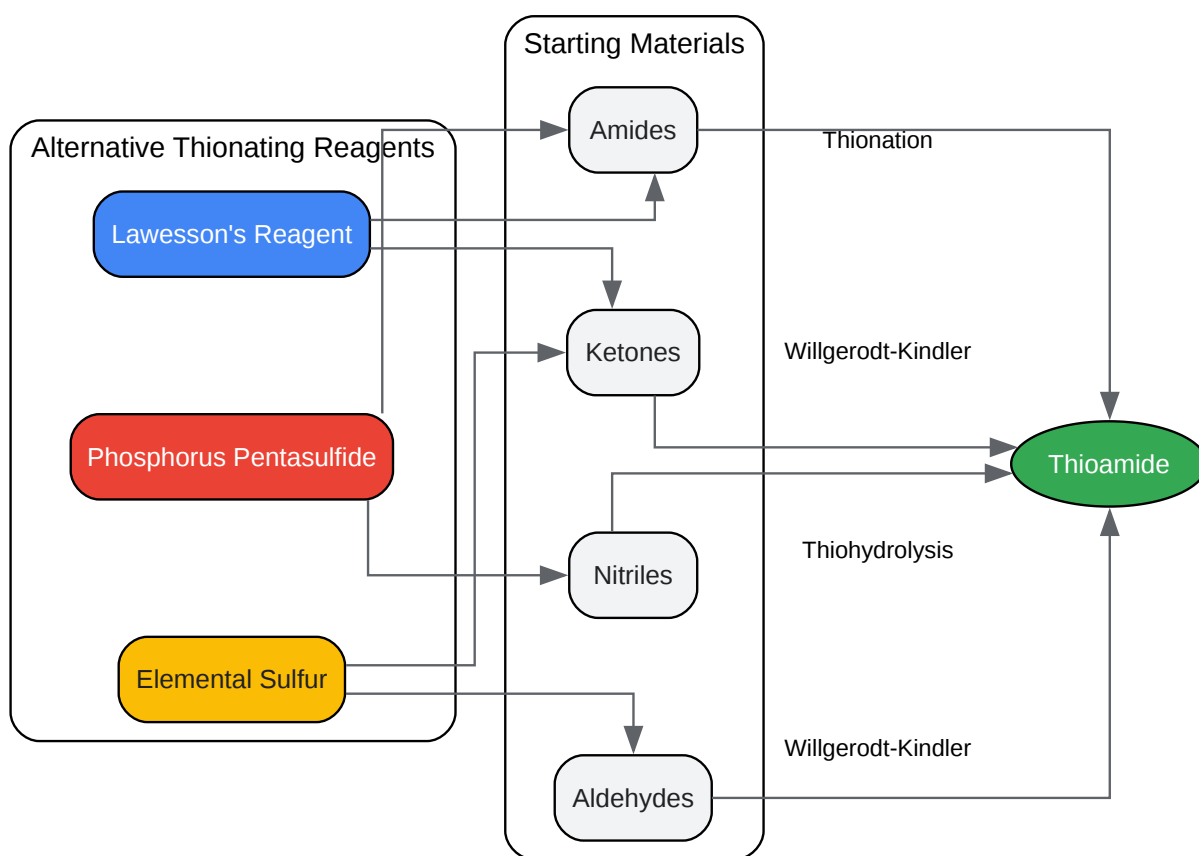 Starting Materials
Amides
Thionation
Alternative Thionating Reagents
Lawesson's Reagent
Ketones
Willgerodt-Kindler
Phosphorus Pentasulfide
Thioamide
Nitriles
Thiohydrolysis
Elemental Sulfur
Aldehydes
Willgerodt-Kindler